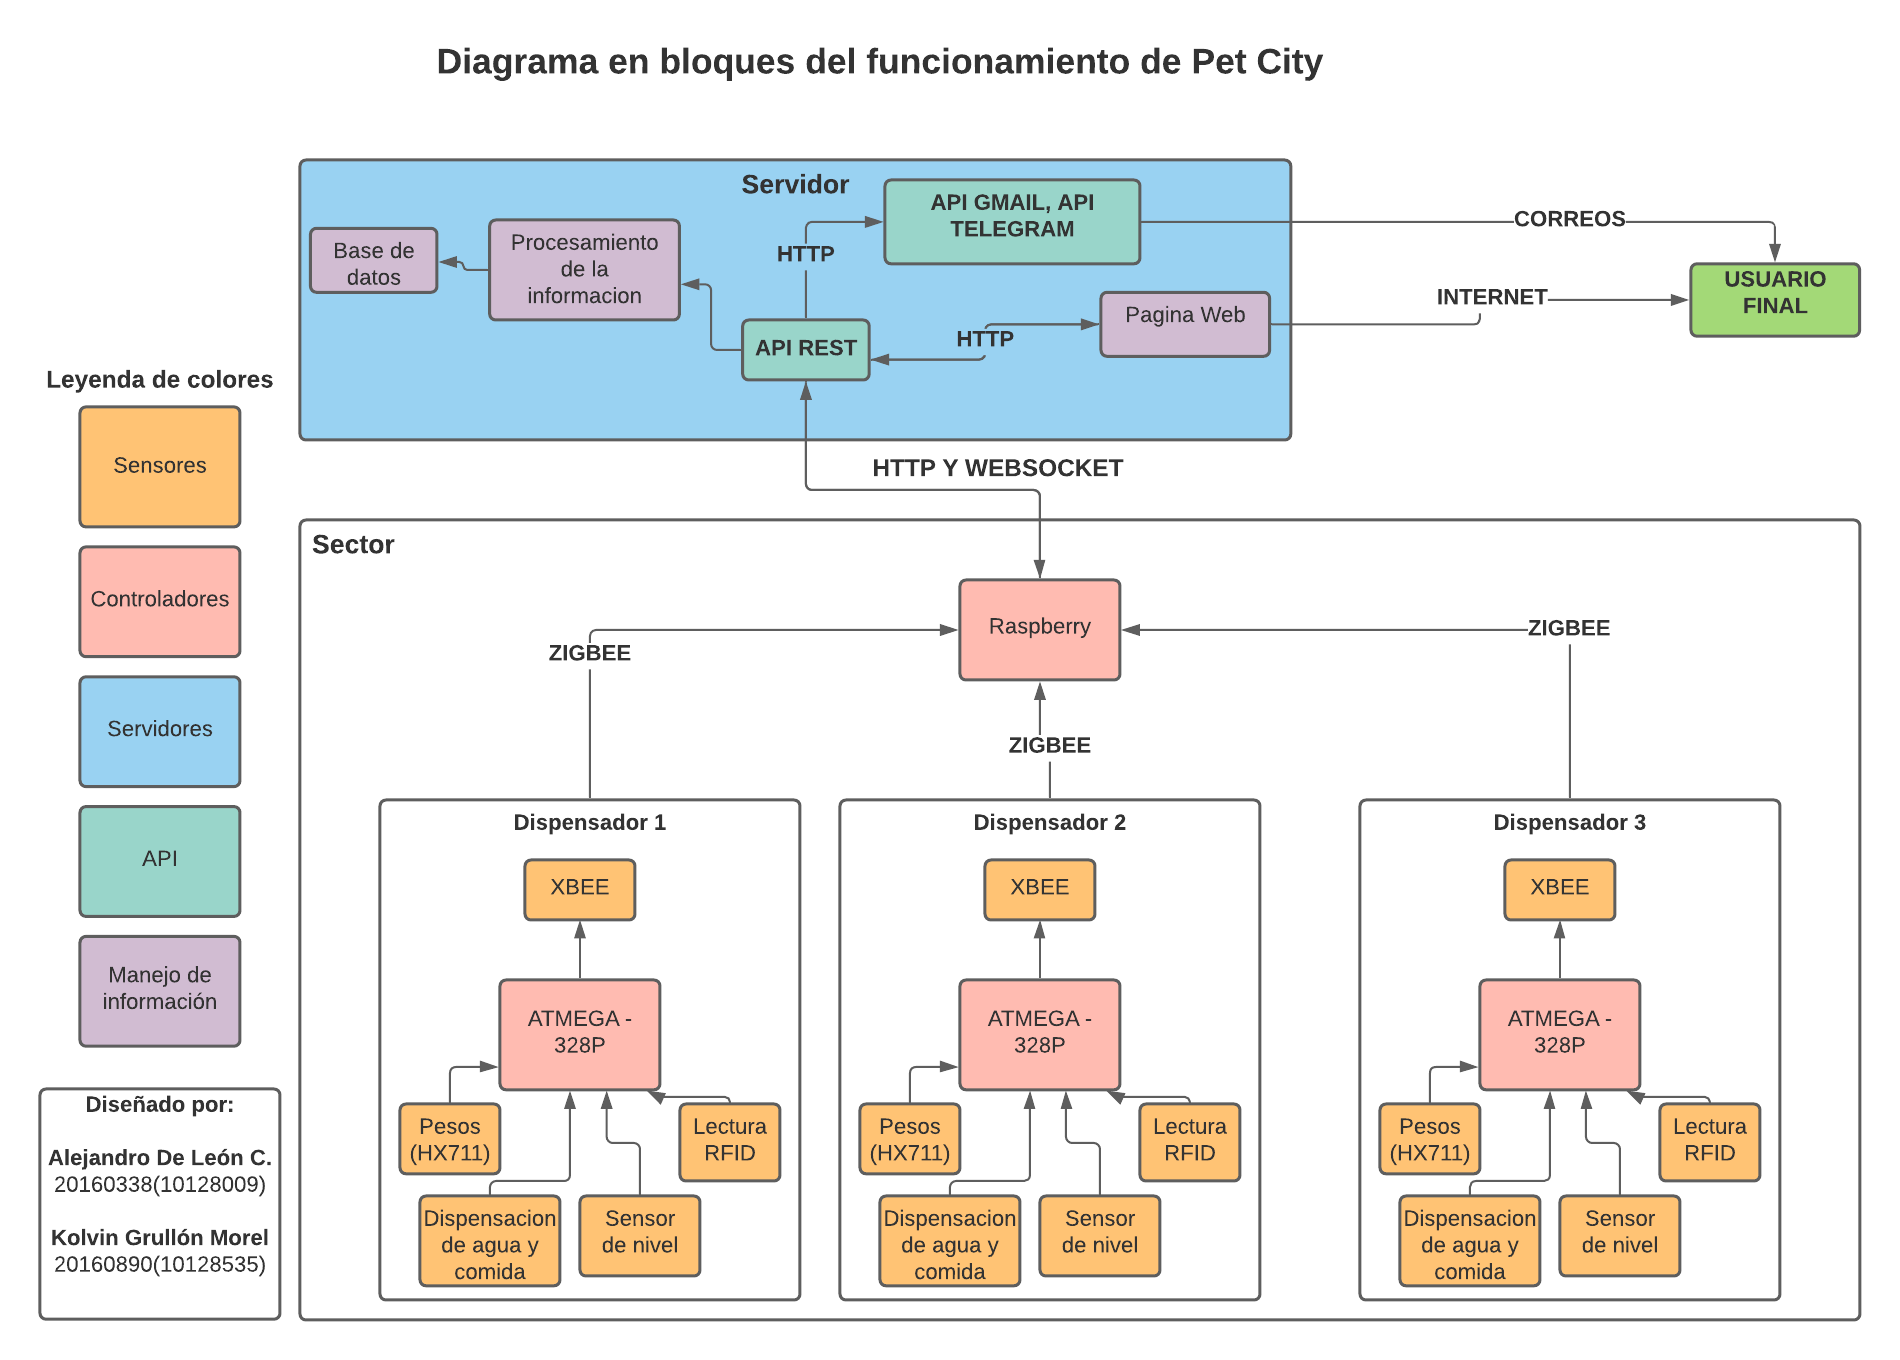 Diagrama en bloques del funcionamiento de Pet City
Servidor
API GMAIL, API
TELEGRAM
CORREOS
Base de
datos
Procesamiento
de la
informacion
HTTP
USUARIO
FINAL
INTERNET
Pagina Web
HTTP
API REST
HTTP Y WEBSOCKET
Leyenda de colores
Sensores
Controladores
Servidores
API
Manejo de
información
Diseñado por:
Alejandro De León C.
20160338(10128009)
Kolvin Grullón Morel
20160890(10128535)
Sector
Raspberry
ZIGBEE
ZIGBEE
ZIGBEE
Dispensador 1
XBEE
ATMEGA -
328P
Pesos
(HX711)
Lectura
RFID
Dispensacion
de agua y
comida
Sensor
de nivel
Dispensador 2
XBEE
ATMEGA -
328P
Pesos
(HX711)
Lectura
RFID
Dispensacion
de agua y
comida
Sensor
de nivel
Dispensador 3
XBEE
ATMEGA -
328P
Pesos
(HX711)
Lectura
RFID
Dispensacion
de agua y
comida
Sensor
de nivel